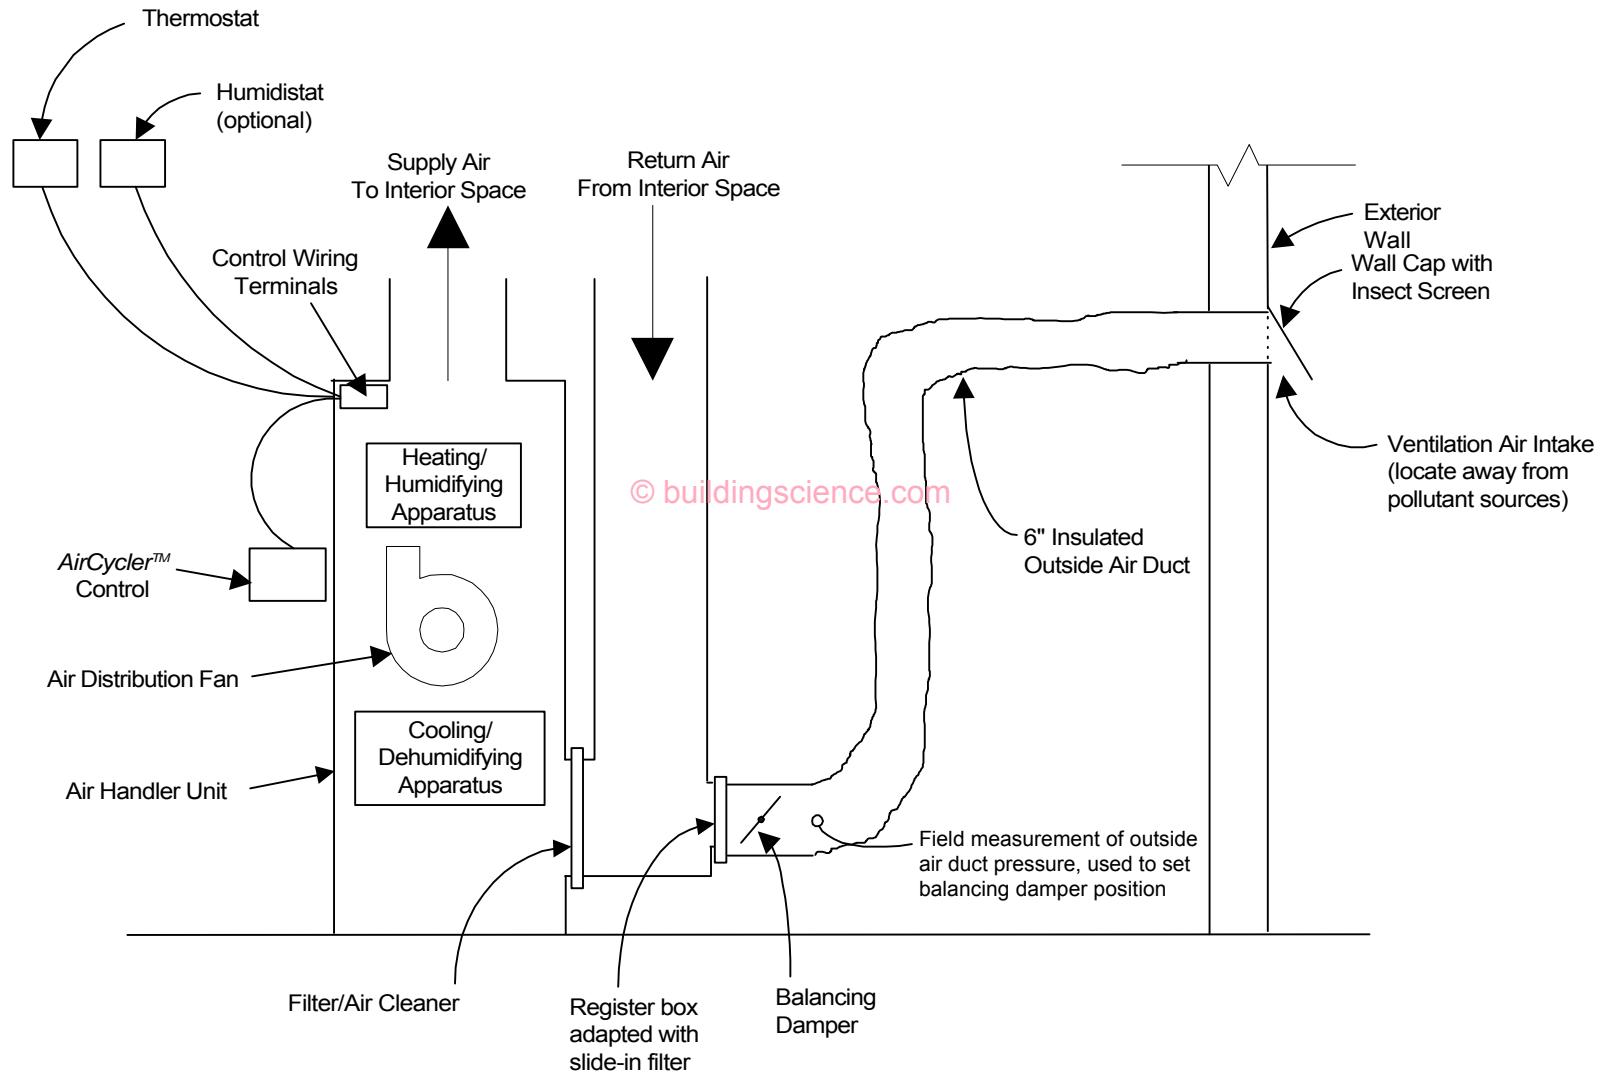 Thermostat
Humidistat
(optional)
Supply Air
To Interior Space
Return Air
From Interior Space
Exterior
Wall
Control Wiring
Terminals
Wall Cap with
Insect Screen
Heating/
Humidifying
Apparatus
Ventilation Air Intake
(locate away from
pollutant sources)
© buildingscience.com
6" Insulated
Outside Air Duct
AirCycler™
Control
Air Distribution Fan
Cooling/
Dehumidifying
Apparatus
Air Handler Unit
Field measurement of outside
air duct pressure, used to set
balancing damper position
Filter/Air Cleaner
Register box
adapted with
slide-in filter
Balancing
Damper